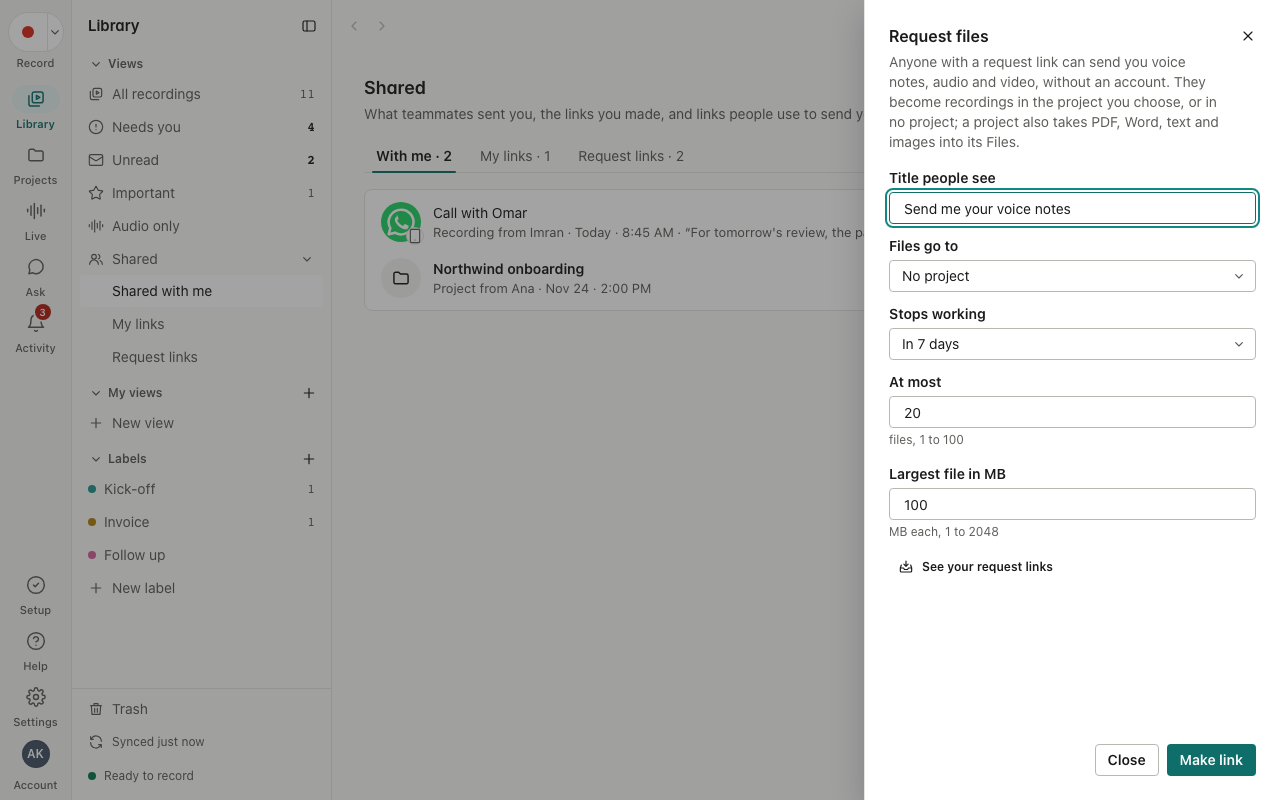 Record
Library
Projects
Live
Ask
3
Activity
Setup
Help
Settings
AK
Account
Library
Views
All recordings 11
Needs you 4
Unread 2
Important 1
Audio only
Shared
Shared with me
My links
Request links
My views
New view
Labels
Kick-off 1
Invoice 1
Follow up
New label
Trash
Synced just now
Ready to record
Shared
What teammates sent you, the links you made, and links people use to send y
With me · 2 My links · 1 Request links · 2
Call with Omar
Recording from Imran · Today · 8:45 AM · “For tomorrow's review, the pa
Northwind onboarding
Project from Ana · Nov 24 · 2:00 PM
Request files
Anyone with a request link can send you voice
notes, audio and video, without an account. They
become recordings in the project you choose, or in
no project; a project also takes PDF, Word, text and
images into its Files.
Title people see
Send me your voice notes
Files go to
No project
Stops working
In 7 days
At most
20
files, 1 to 100
Largest file in MB
100
MB each, 1 to 2048
See your request links
Close Make link